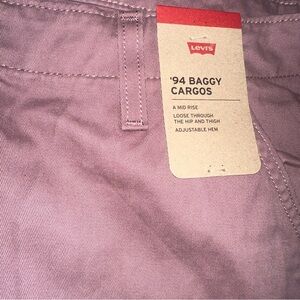 Levi's
'94 BAGGY
CARGOS
A MID RISE
LOOSE THROUGH
THE HIP AND THIGH
ADJUSTABLE HEM